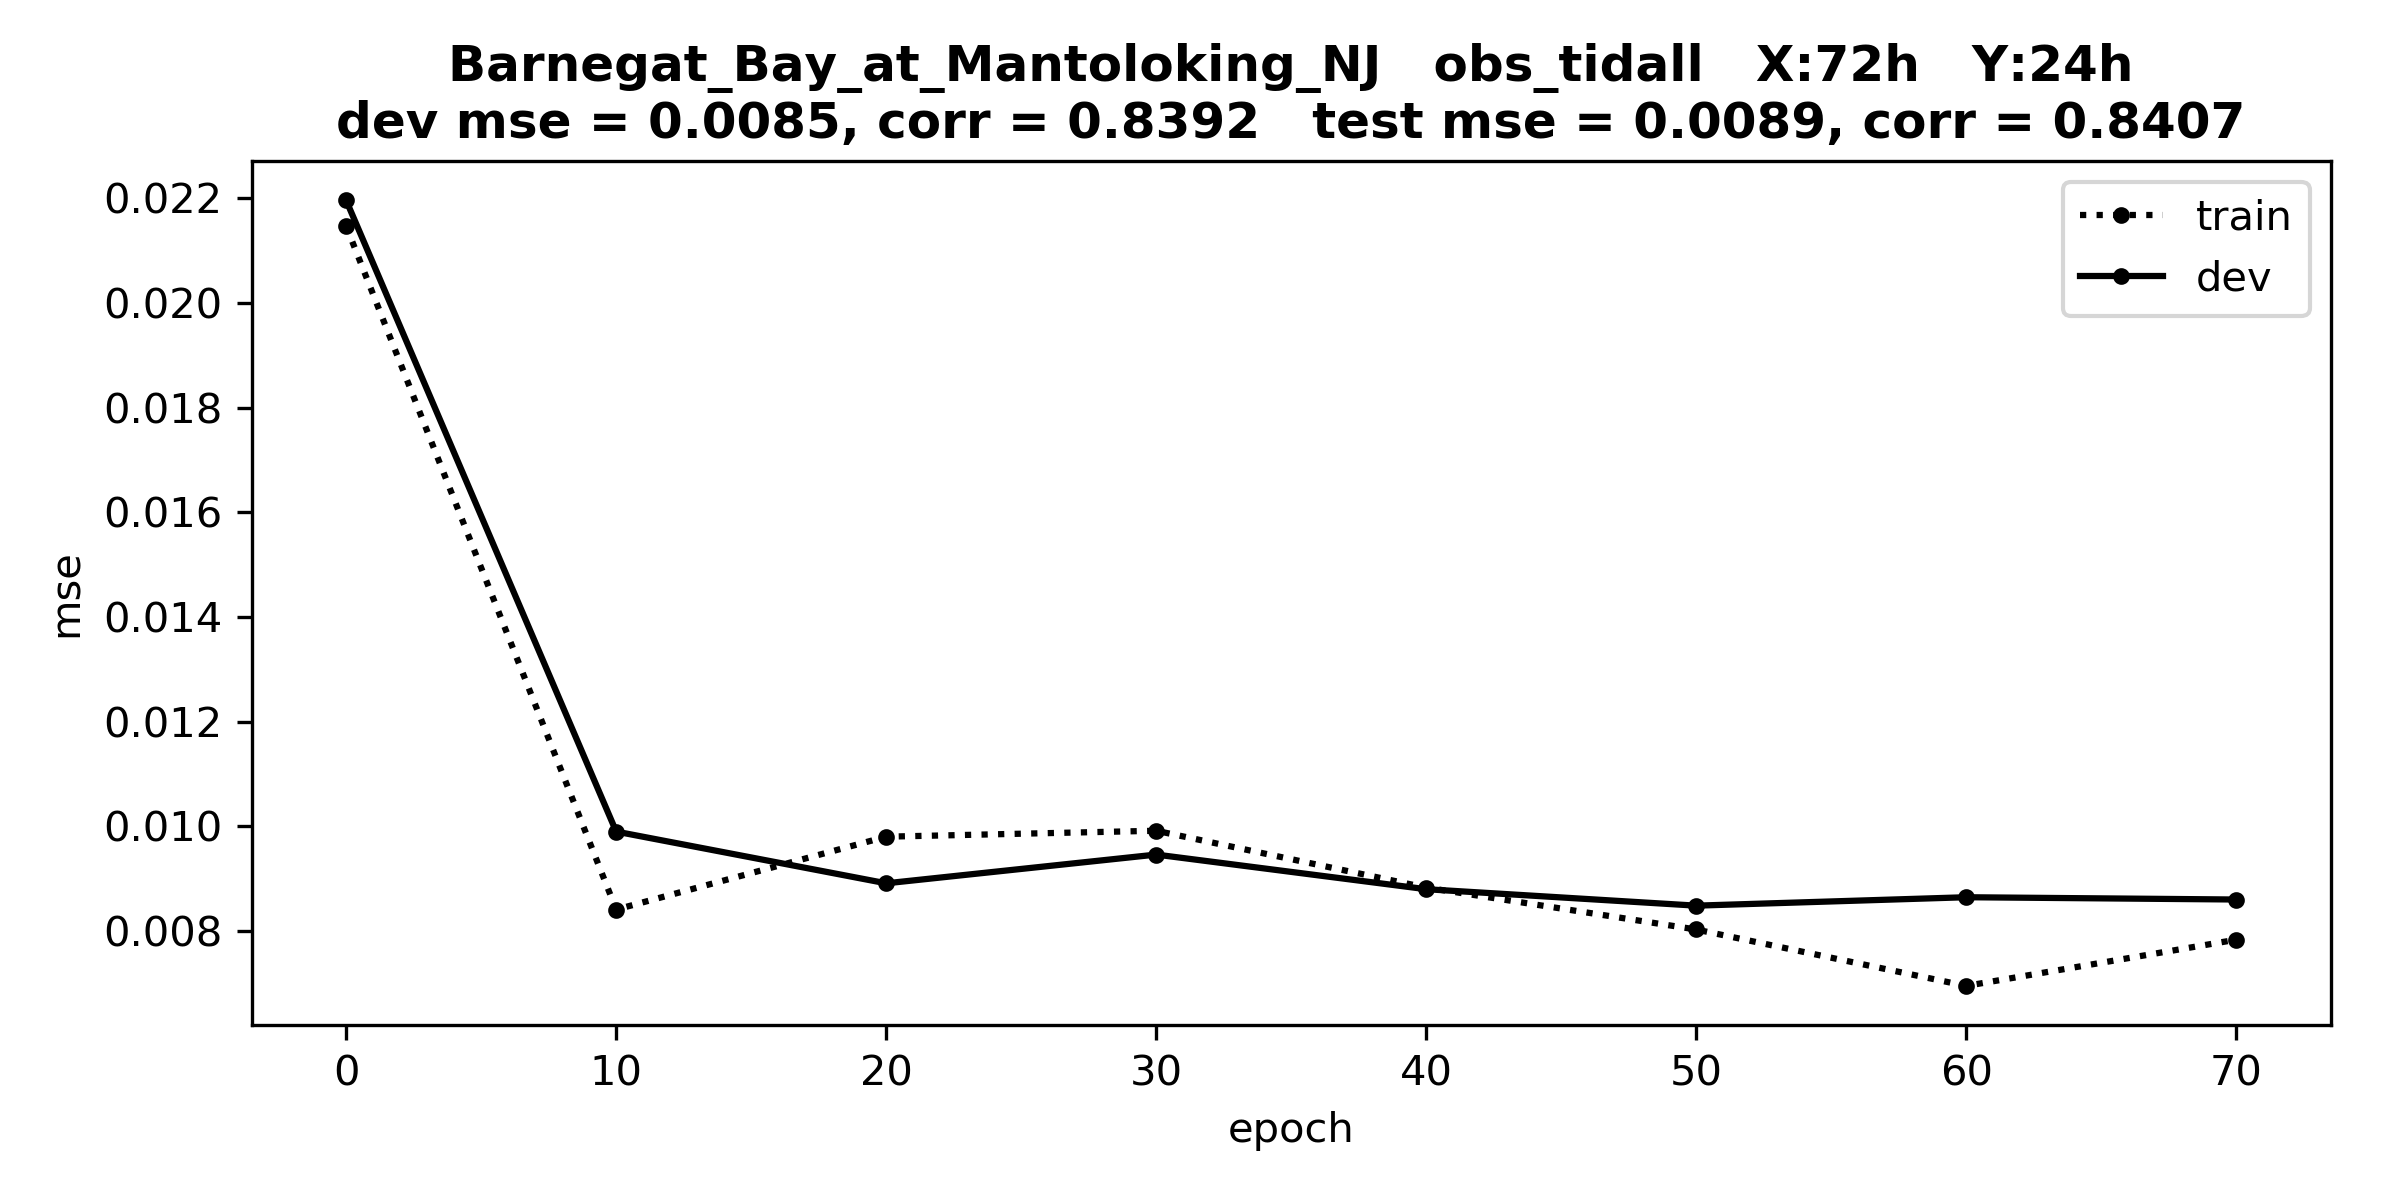 Barnegat_Bay_at_Mantoloking_NJ   obs_tidall   X:72h   Y:24h
dev mse = 0.0085, corr = 0.8392   test mse = 0.0089, corr = 0.8407
train
dev
0.022
0.020
0.018
0.016
0.014
0.012
0.010
0.008
mse
0 10 20 30 40 50 60 70
epoch